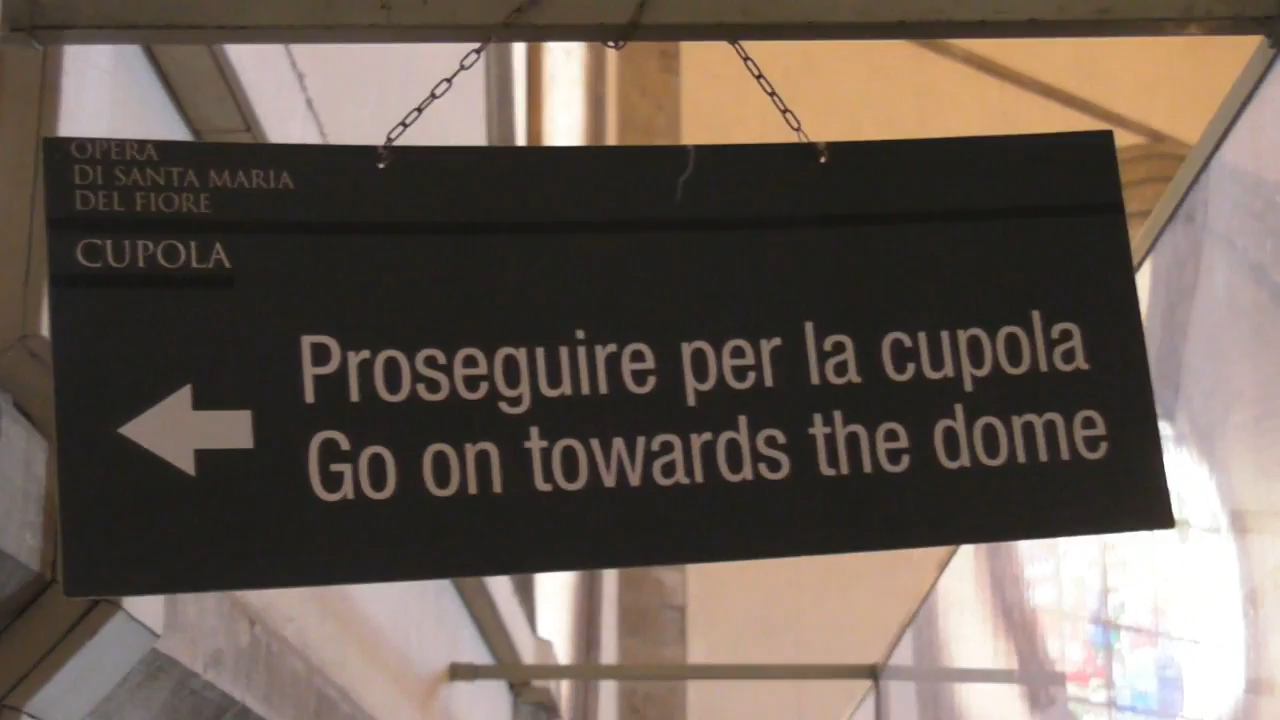 OPERA
DI SANTA MARIA
DEL FIORE
CUPOLA
Proseguire per la cupola
Go on towards the dome